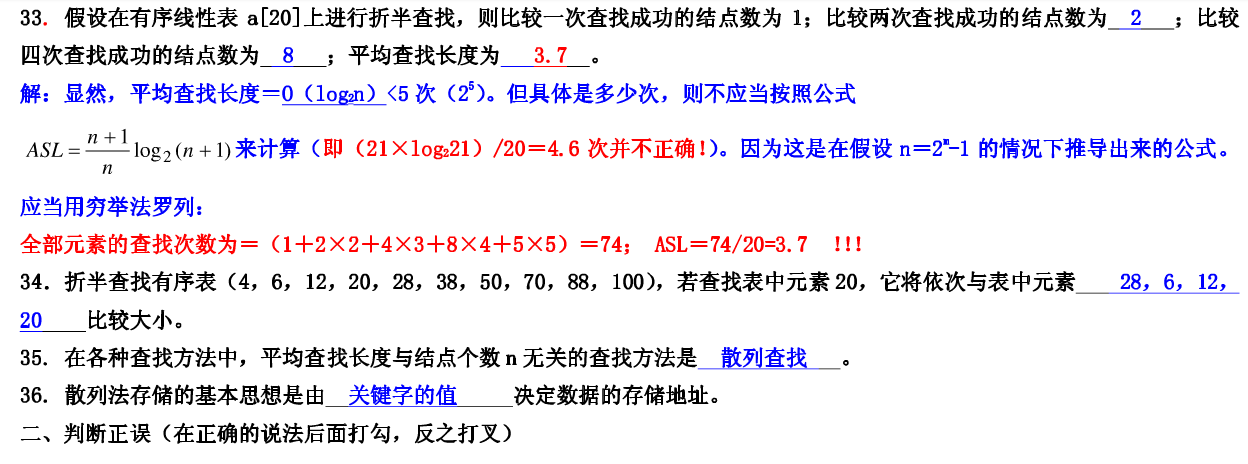 33. 假设在有序线性表 a[20]上进行折半查找，则比较一次查找成功的结点数为 1；比较两次查找成功的结点数为 2 ；比较
四次查找成功的结点数为 8 ；平均查找长度为 3.7 。
解：显然，平均查找长度＝O（log₂n）<5 次（2⁵）。但具体是多少次，则不应当按照公式
ASL = \frac{n+1}{n} log₂(n+1) 来计算（即（21×log₂21）/20＝4.6 次并不正确！）。因为这是在假设 n＝2ᵐ-1 的情况下推导出来的公式。
应当用穷举法罗列：
全部元素的查找次数为＝（1＋2×2＋4×3＋8×4＋5×5）＝74； ASL＝74/20=3.7 !!!
34．折半查找有序表（4，6，12，20，28，38，50，70，88，100），若查找表中元素 20，它将依次与表中元素 28，6，12，
20 比较大小。
35. 在各种查找方法中，平均查找长度与结点个数 n 无关的查找方法是 散列查找 。
36. 散列法存储的基本思想是由 关键字的值 决定数据的存储地址。
二、判断正误（在正确的说法后面打勾，反之打叉）